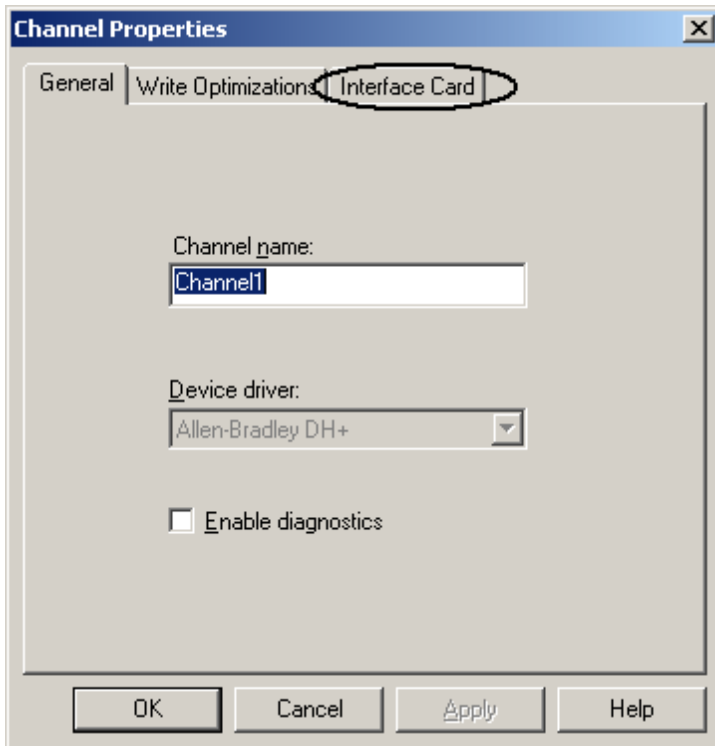 Channel Properties
General Write Optimizations Interface Card
Channel name:
Channel1
Device driver:
Allen-Bradley DH+
Enable diagnostics
OK Cancel Apply Help